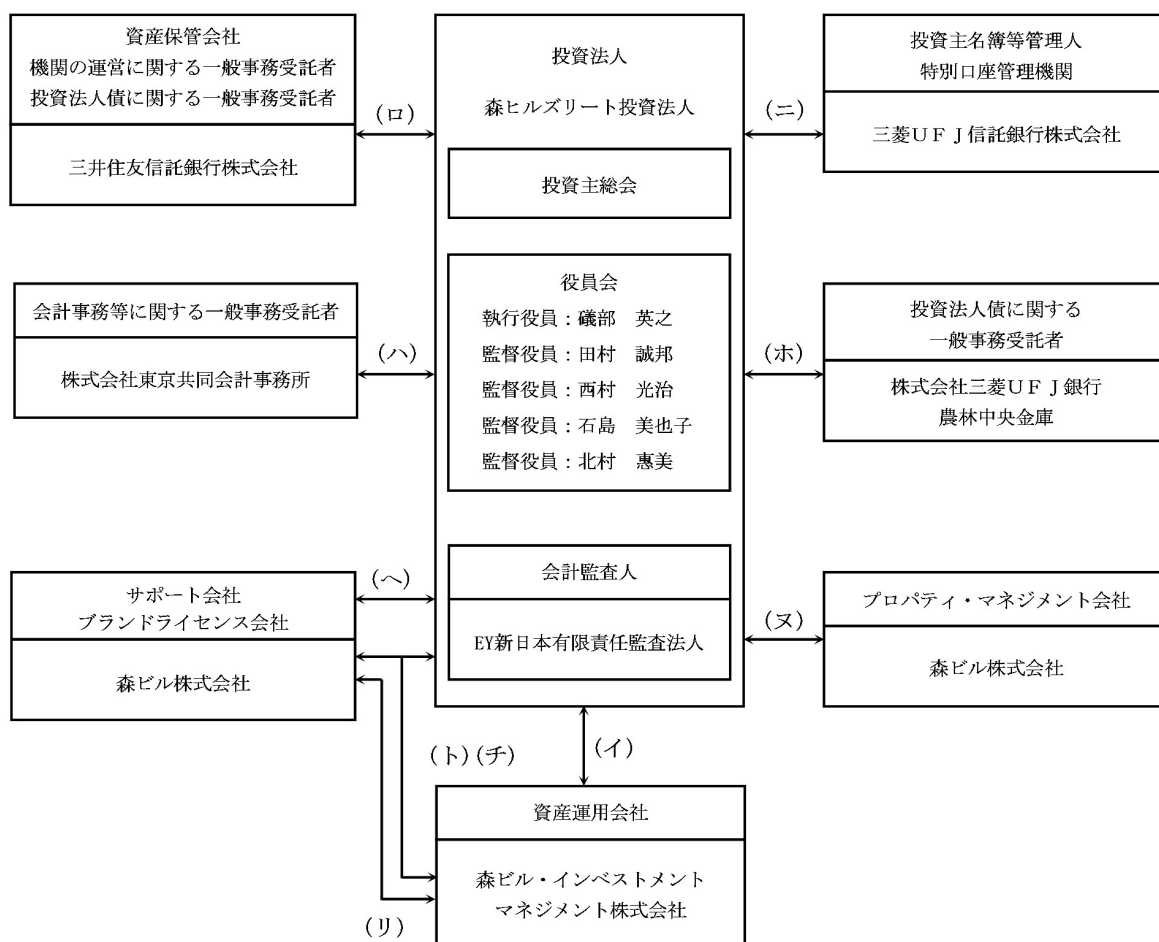 資産保管会社
機関の運営に関する一般事務受託者
投資法人債に関する一般事務受託者
三井住友信託銀行株式会社
(ロ)
投資法人
森ヒルズリート投資法人
投資主総会
(ニ)
投資主名簿等管理人
特別口座管理機関
三菱UFJ信託銀行株式会社
会計事務等に関する一般事務受託者
株式会社東京共同会計事務所
(ハ)
役員会
執行役員:礒部 英之
監督役員:田村 誠邦
監督役員:西村 光治
監督役員:石島 美也子
監督役員:北村 惠美
(ホ)
投資法人債に関する
一般事務受託者
株式会社三菱UFJ銀行
農林中央金庫
サポート会社
ブランドライセンス会社
森ビル株式会社
(ヘ)
会計監査人
EY新日本有限責任監査法人
(ヌ)
プロパティ・マネジメント会社
森ビル株式会社
(ト)(チ)
(イ)
資産運用会社
森ビル・インベストメント
マネジメント株式会社
(リ)